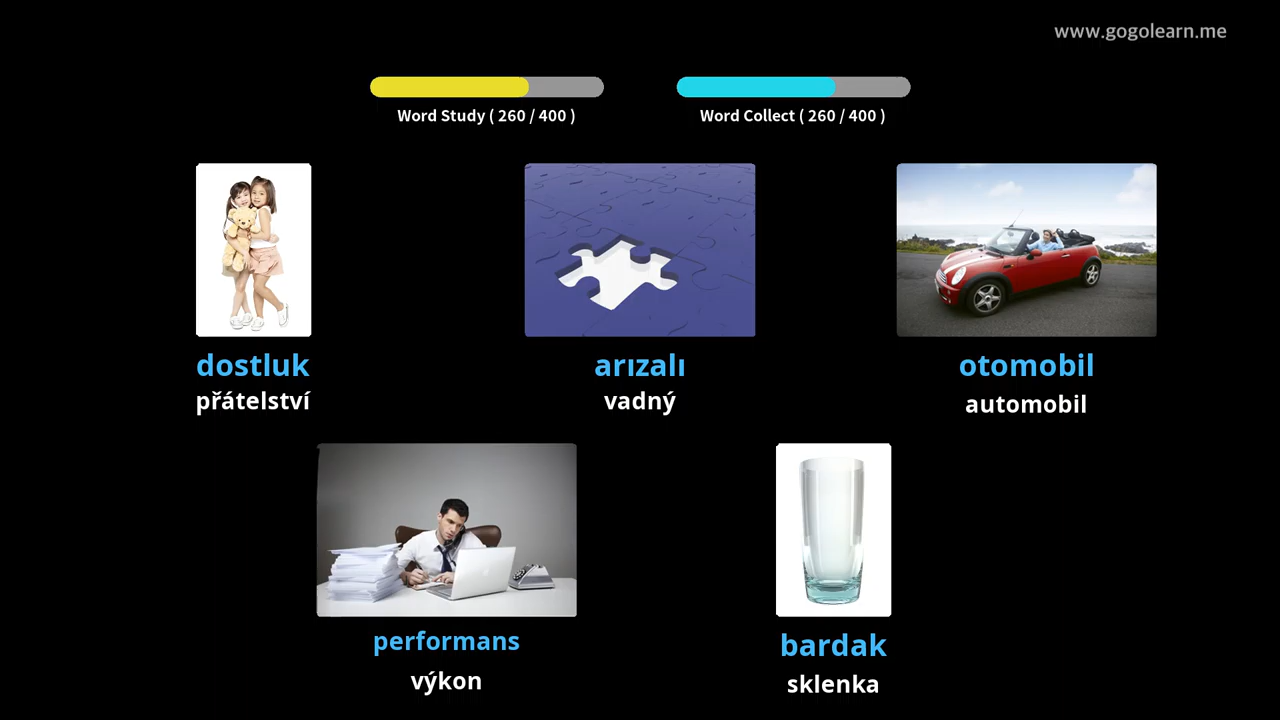 www.gogolearn.me
Word Study ( 260 / 400 )
Word Collect ( 260 / 400 )
dostluk
přátelství
arızalı
vadný
otomobil
automobil
performans
výkon
bardak
sklenka